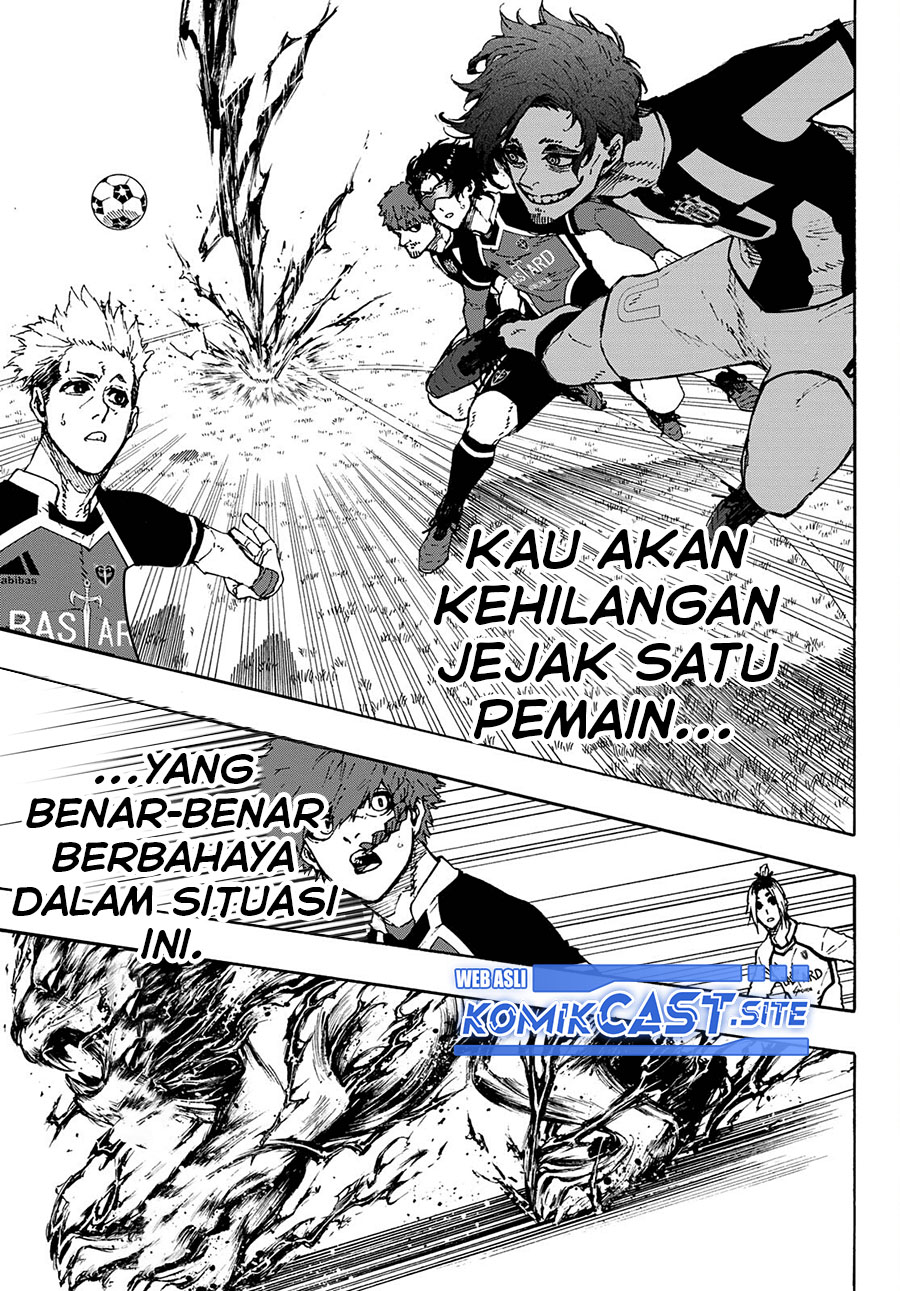 BASTARD
abibas
BASTAR
KAU AKAN
KEHILANGAN
JEJAK SATU
PEMAIN...
...YANG
BENAR-BENAR
BERBAHAYA
DALAM SITUASI
INI.
WEB ASLI
KOMIKCAST.SITE